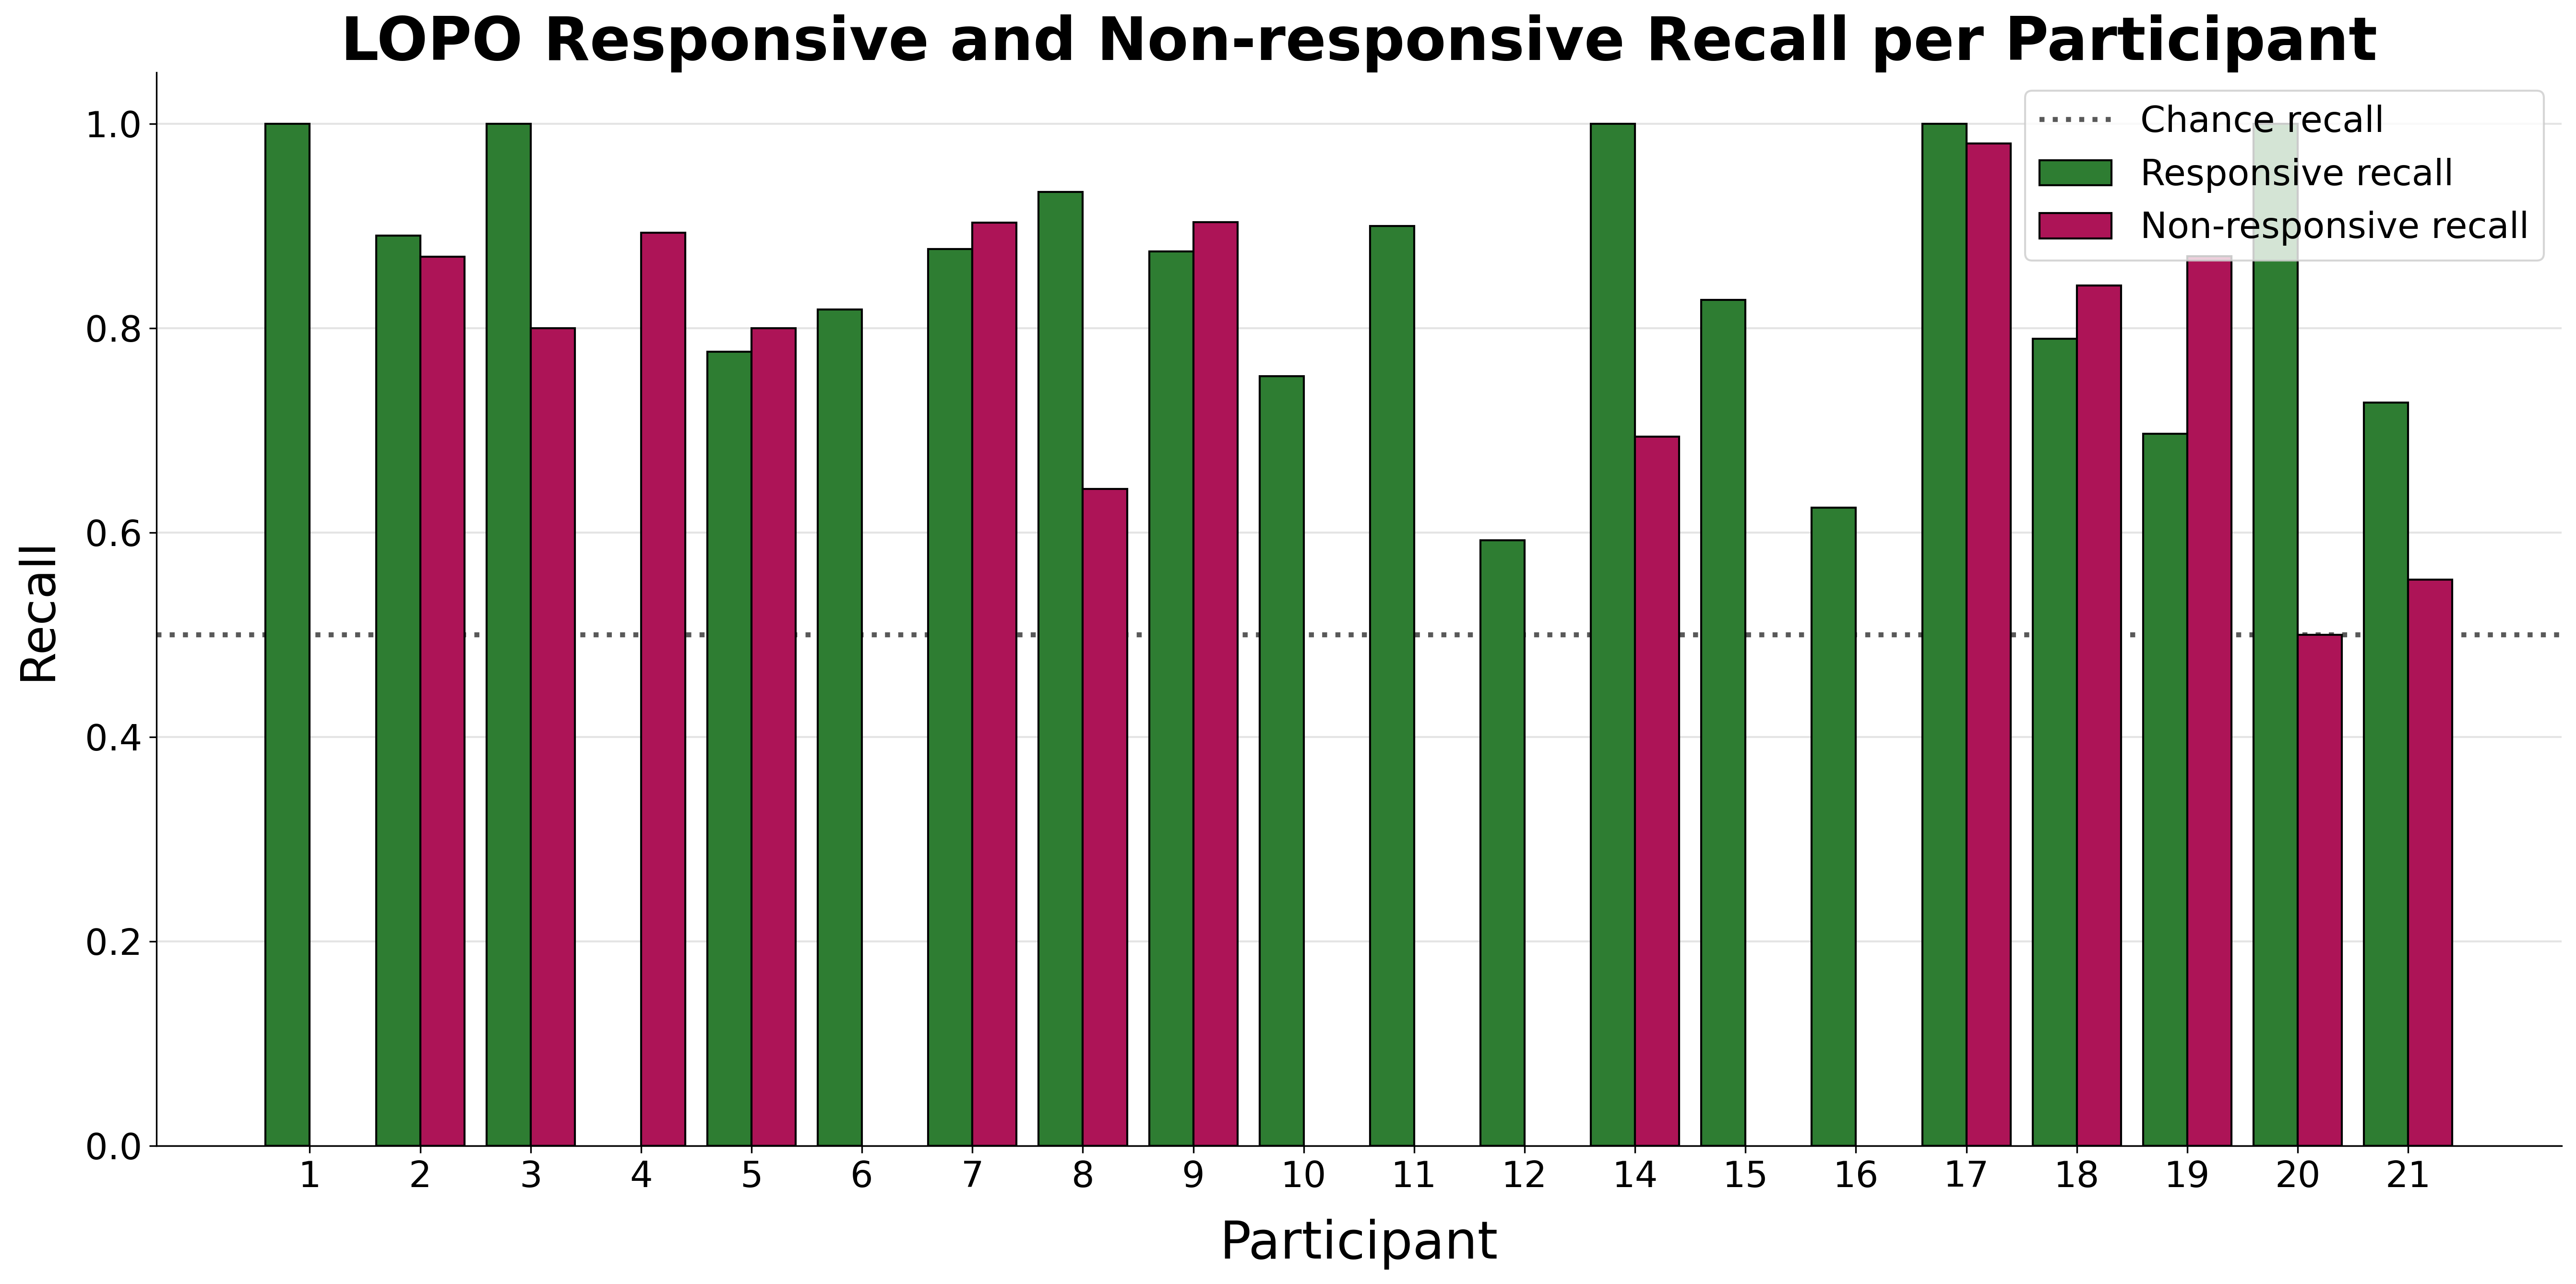 LOPO Responsive and Non-responsive Recall per Participant
Chance recall
Responsive recall
Non-responsive recall
1.0
0.8
0.6
0.4
0.2
0.0
Recall
1 2 3 4 5 6 7 8 9 10 11 12 14 15 16 17 18 19 20 21
Participant